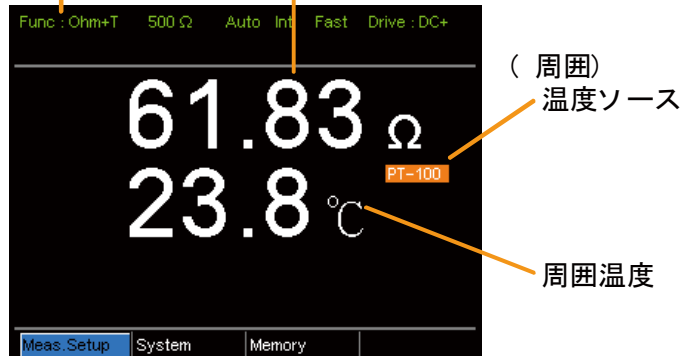 Func : Ohm+T 500 Ω Auto Int Fast Drive : DC+
( 周囲)
温度ソース
61.83 Ω
PT-100
23.8 ℃
周囲温度
Meas.Setup System Memory